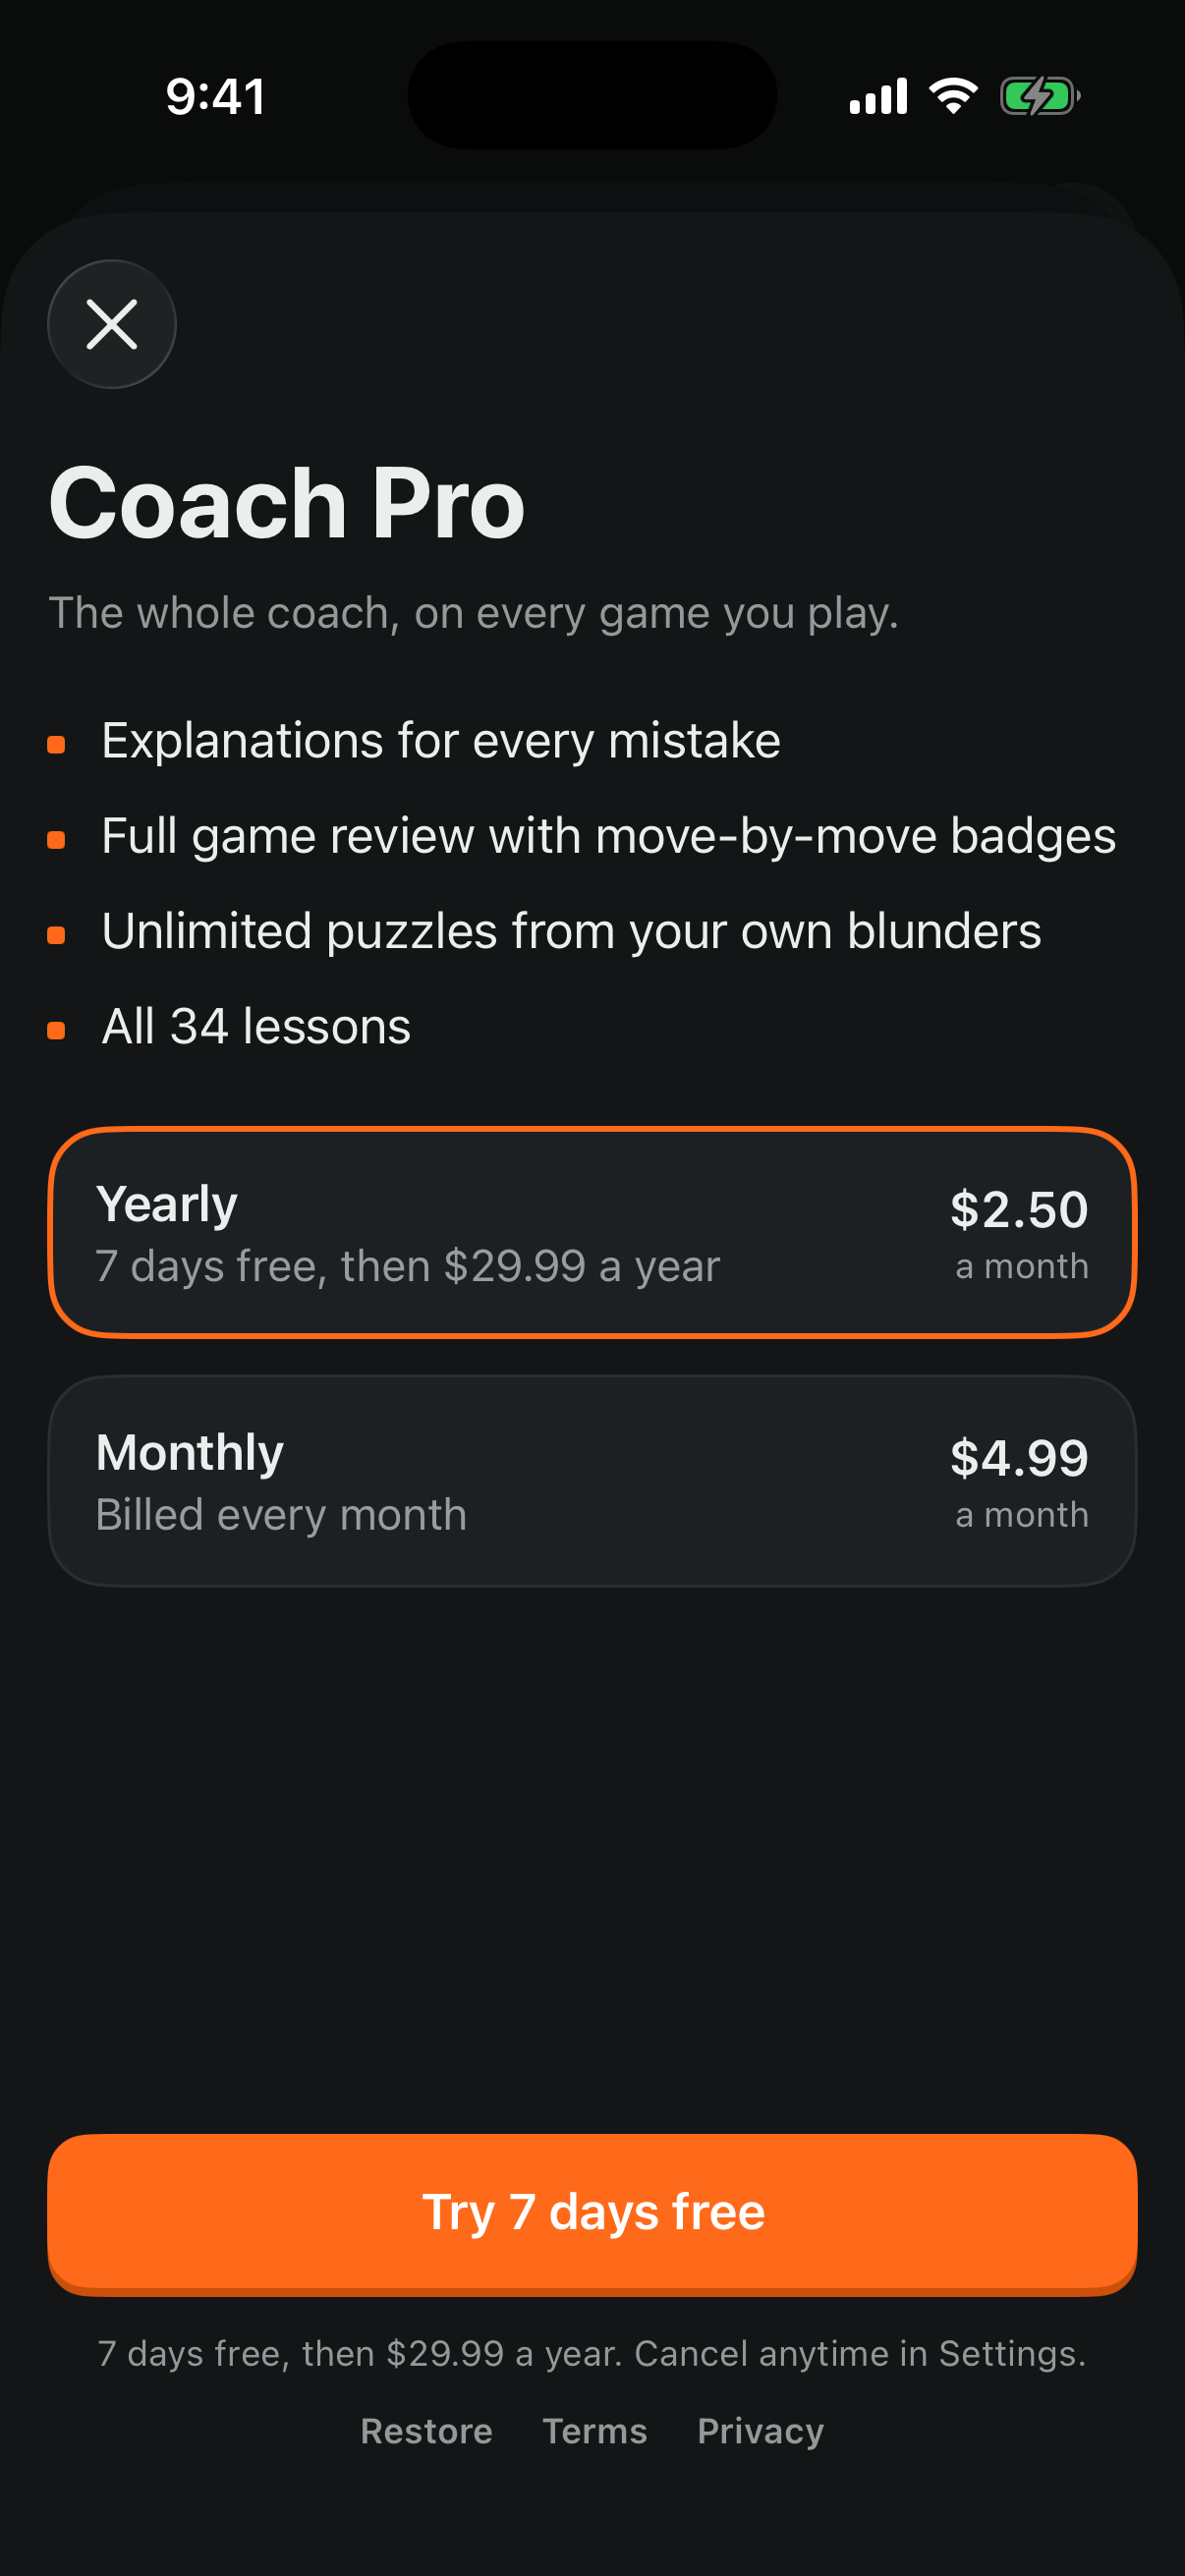 9:41
Coach Pro
The whole coach, on every game you play.
Explanations for every mistake
Full game review with move-by-move badges
Unlimited puzzles from your own blunders
All 34 lessons
Yearly
7 days free, then $29.99 a year
$2.50
a month
Monthly
Billed every month
$4.99
a month
Try 7 days free
7 days free, then $29.99 a year. Cancel anytime in Settings.
Restore Terms Privacy